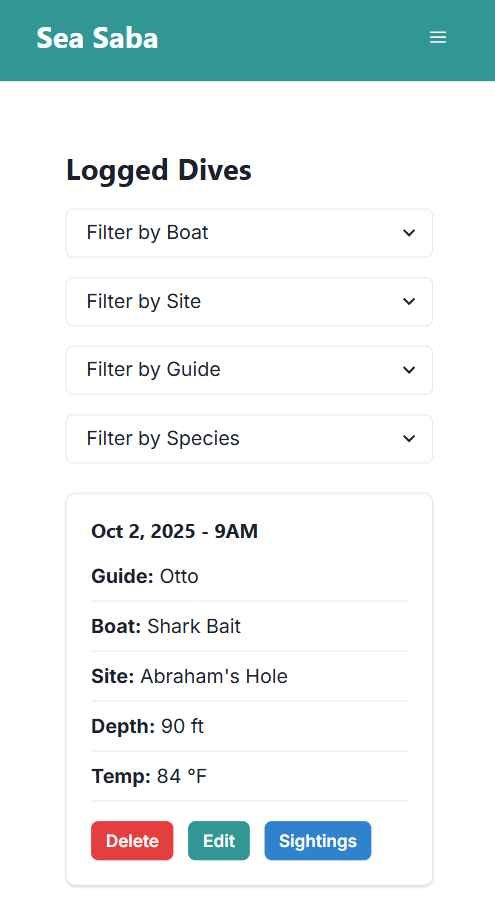 Sea Saba
Logged Dives
Filter by Boat
Filter by Site
Filter by Guide
Filter by Species
Oct 2, 2025 - 9AM
Guide: Otto
Boat: Shark Bait
Site: Abraham's Hole
Depth: 90 ft
Temp: 84 °F
Delete Edit Sightings